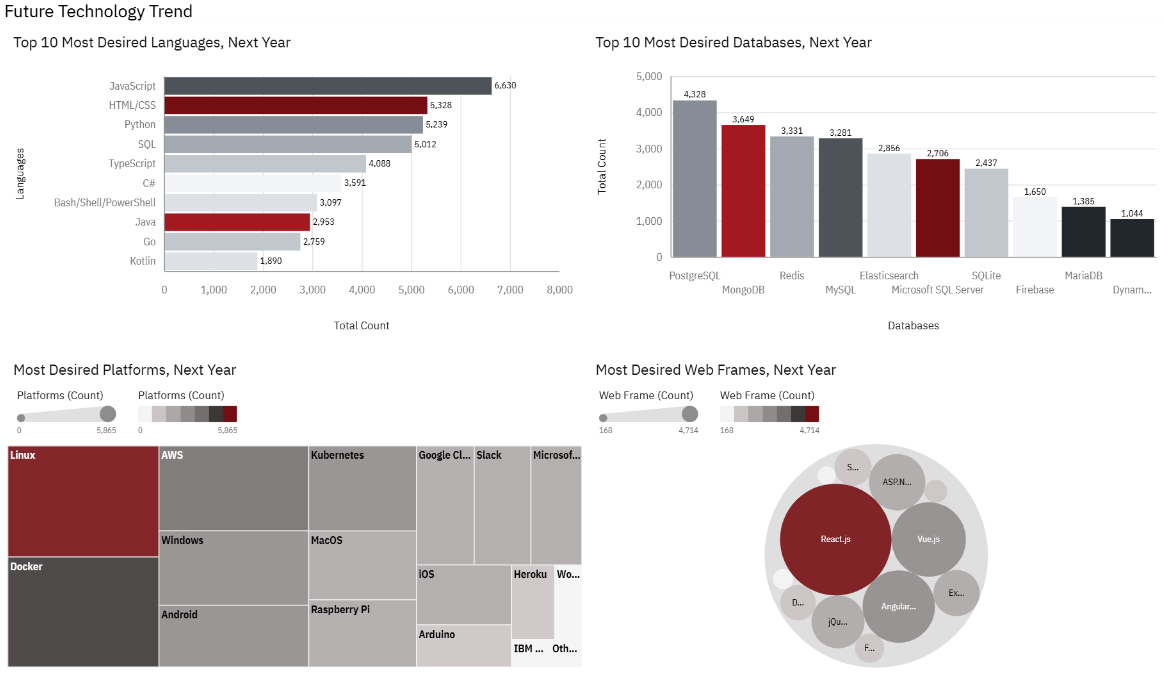 Future Technology Trend
Top 10 Most Desired Languages, Next Year
Languages
JavaScript
6,630
HTML/CSS
5,328
Python
5,239
SQL
5,012
TypeScript
4,088
C#
3,591
Bash/Shell/PowerShell
3,097
Java
2,953
Go
2,759
Kotlin
1,890
0 1,000 2,000 3,000 4,000 5,000 6,000 7,000 8,000
Total Count
Top 10 Most Desired Databases, Next Year
Total Count
5,000
4,000
3,000
2,000
1,000
0
4,328
3,649
3,331
3,281
2,856
2,706
2,437
1,650
1,385
1,044
PostgreSQL
MongoDB
Redis
MySQL
Elasticsearch
Microsoft SQL Server
SQLite
Firebase
MariaDB
Dynam...
Databases
Most Desired Platforms, Next Year
Platforms (Count)
0 5,865
Platforms (Count)
0 5,865
Linux
Docker
AWS
Windows
Android
Kubernetes
MacOS
Raspberry Pi
Google Cl...
Slack
Microsof...
iOS
Arduino
Heroku
Wo...
IBM ...
Oth...
Most Desired Web Frames, Next Year
Web Frame (Count)
168 4,714
Web Frame (Count)
168 4,714
S...
ASP.N...
React.js
Vue.js
D...
jQu...
Angular...
Ex...
F...